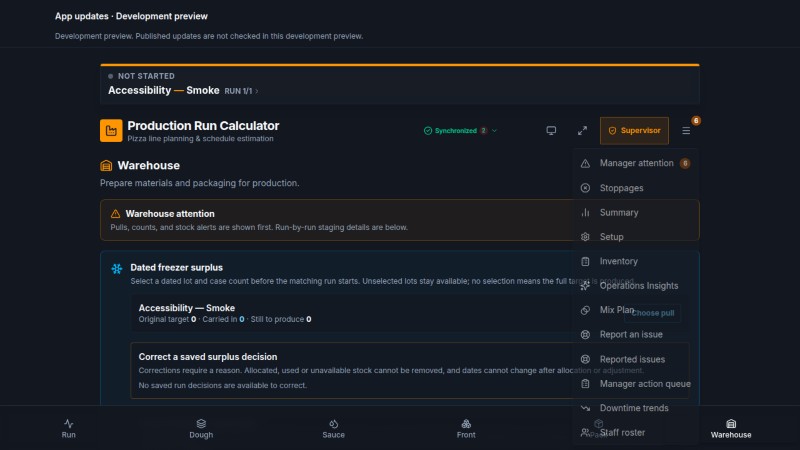 App updates · Development preview
Development preview. Published updates are not checked in this development preview.
NOT STARTED
Accessibility — Smoke RUN 1/1 ›
Production Run Calculator
Pizza line planning & schedule estimation
Synchronized 2
Supervisor
6
Warehouse
Prepare materials and packaging for production.
Warehouse attention
Pulls, counts, and stock alerts are shown first. Run-by-run staging details are below.
Dated freezer surplus
Select a dated lot and case count before the matching run starts. Unselected lots stay available; no selection means the full target is produced.
Accessibility — Smoke
Original target 0 · Carried in 0 · Still to produce 0
Choose pull
Correct a saved surplus decision
Corrections require a reason. Allocated, used or unavailable stock cannot be removed, and dates cannot change after allocation or adjustment.
No saved run decisions are available to correct.
Manager attention 6
Stoppages
Summary
Setup
Inventory
Operations Insights
Mix Plan
Report an issue
Reported issues
Manager action queue
Downtime trends
Staff roster
Run
Dough
Sauce
Front
Warehouse